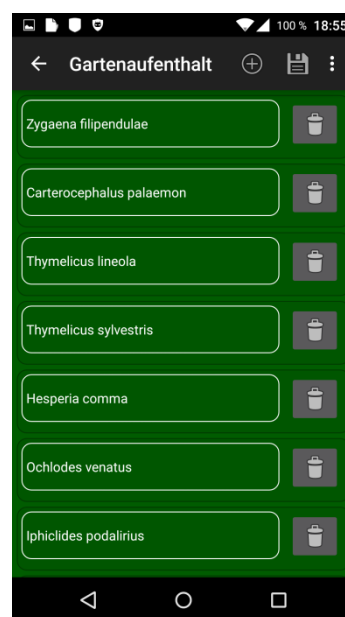 100 % 18:55
Gartenaufenthalt
Zygaena filipendulae
Carterocephalus palaemon
Thymelicus lineola
Thymelicus sylvestris
Hesperia comma
Ochlodes venatus
Iphiclides podalirius